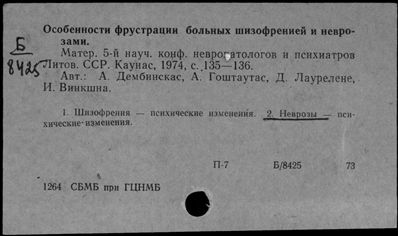 Особенности фрустрации больных шизофренией и невро-
зами.
Б
8425
Матер. 5-й науч. конф. невропатологов и психиатров
Литов. ССР. Каунас, 1974, с. 135—136.
Авт.: А. Дембинскас, А. Гоштаутас, Д. Лаурелене,
И. Винкшна.
1. Шизофрения — психические изменения. 2. Неврозы — пси-
хические изменения.
П-7 Б/8425 73
1264 СБМБ при ГЦНМБ